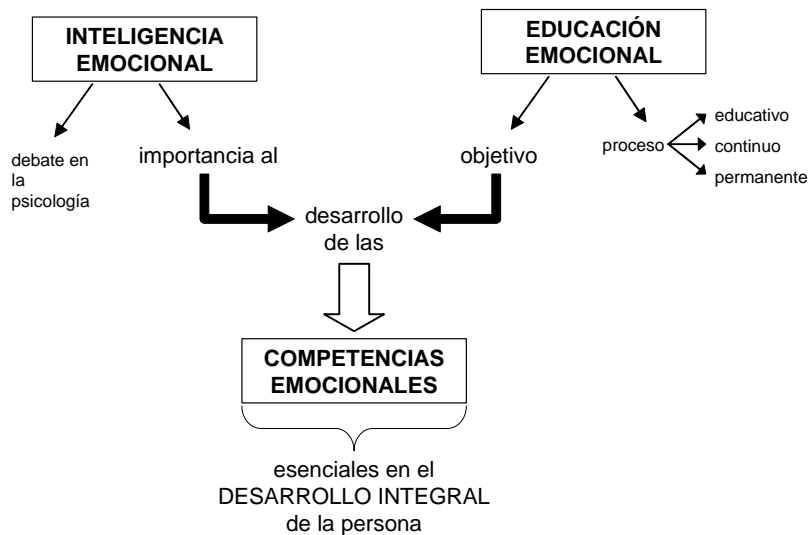 INTELIGENCIA
EMOCIONAL
EDUCACIÓN
EMOCIONAL
debate en
la
psicología
importancia al
objetivo
proceso
educativo
continuo
permanente
desarrollo
de las
COMPETENCIAS
EMOCIONALES
esenciales en el
DESARROLLO INTEGRAL
de la persona